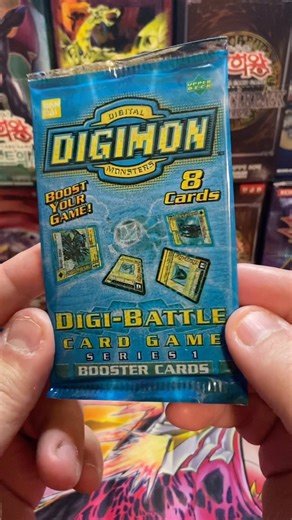 DIGITAL
DIGIMON
MONSTERS
BOOST
YOUR
GAME!
8
Cards
DIGI-BATTLE
CARD GAME
SERIES 1
BOOSTER CARDS